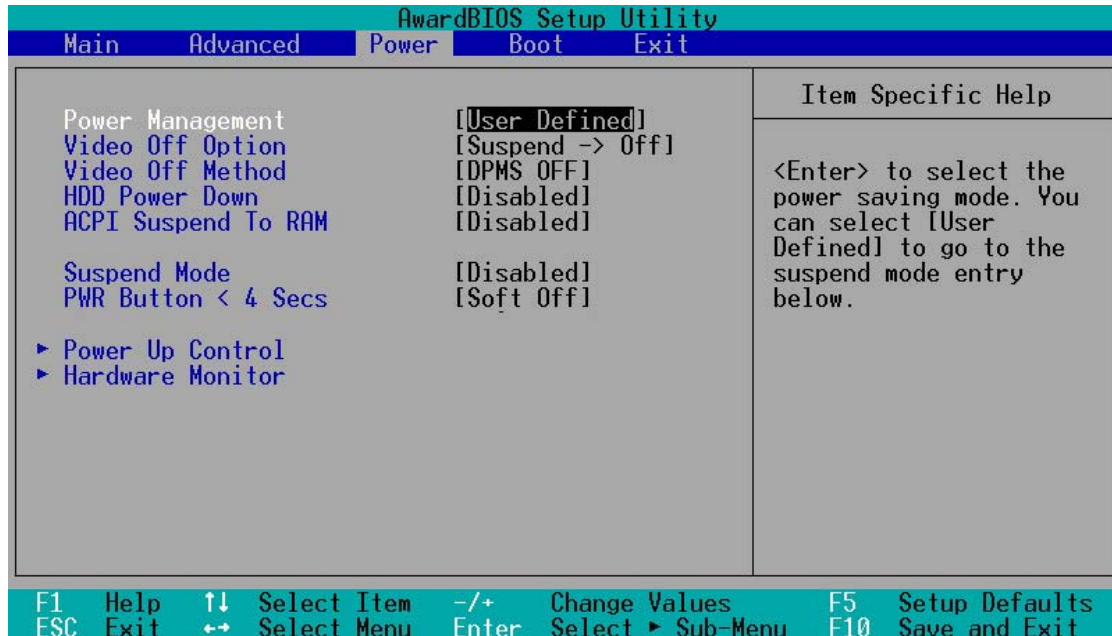 AwardBIOS Setup Utility
Main Advanced Power Boot Exit
Power Management [User Defined]
Video Off Option [Suspend -> Off]
Video Off Method [DPMS OFF]
HDD Power Down [Disabled]
ACPI Suspend To RAM [Disabled]
Suspend Mode [Disabled]
PWR Button < 4 Secs [Soft Off]
► Power Up Control
► Hardware Monitor
Item Specific Help
<Enter> to select the
power saving mode. You
can select [User
Defined] to go to the
suspend mode entry
below.
F1 Help ↑↓ Select Item -/+ Change Values F5 Setup Defaults
ESC Exit ←→ Select Menu Enter Select ► Sub-Menu F10 Save and Exit